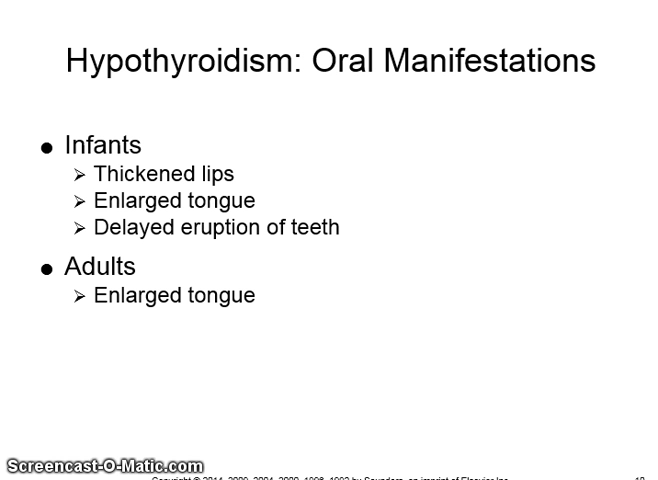 Hypothyroidism: Oral Manifestations
● Infants
➢ Thickened lips
➢ Enlarged tongue
➢ Delayed eruption of teeth
● Adults
➢ Enlarged tongue
Screencast-O-Matic.com